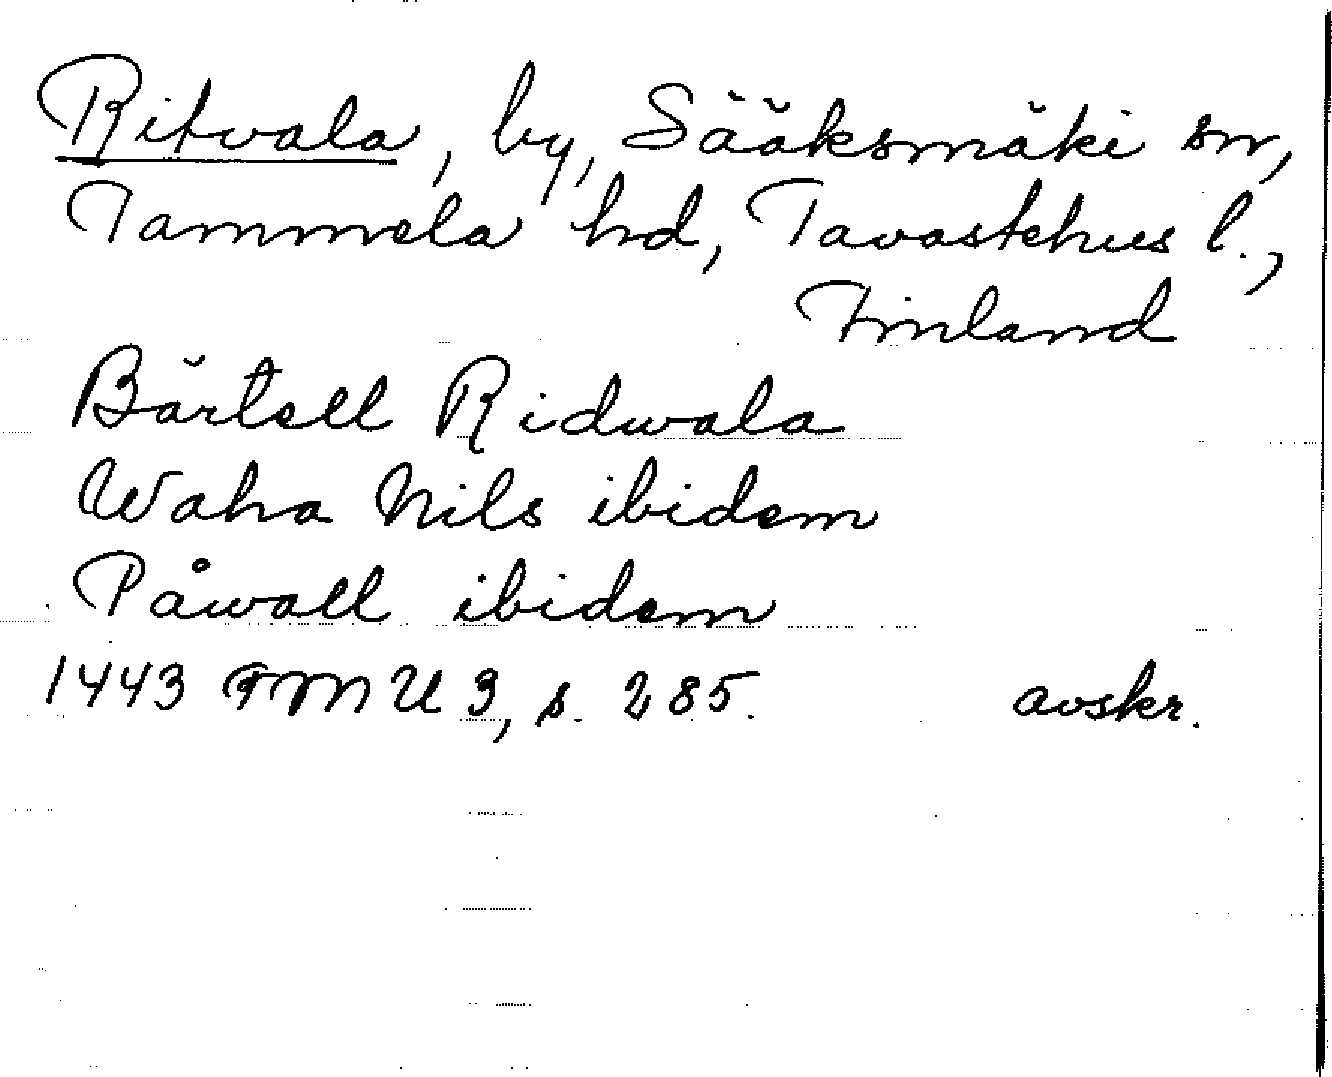 Ritvala, by, Sääksmäki sn,
Tammela hd, Tavastehus l.,
Finland
Bärtell Ridwala
Waha Nils ibidem
Påwall ibidem
1443 FMU 3, s. 285. avskr.